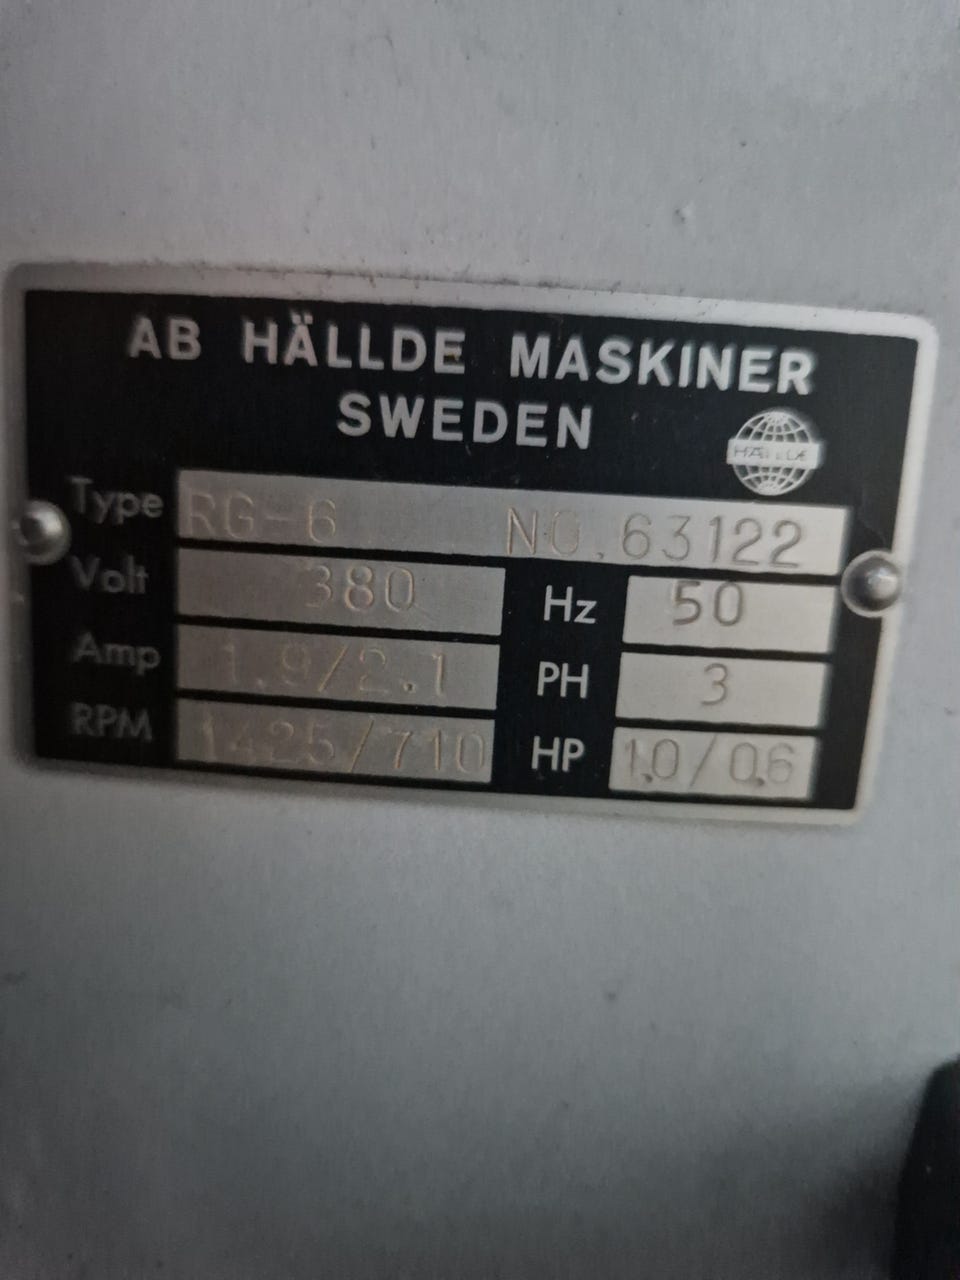 AB HÄLLDE MASKINER
SWEDEN
HÄLLDE
Type RG-6 NO.63122
Volt 380 Hz 50
Amp 1.9/2.1 PH 3
RPM 1425/710 HP 1.0/0.6